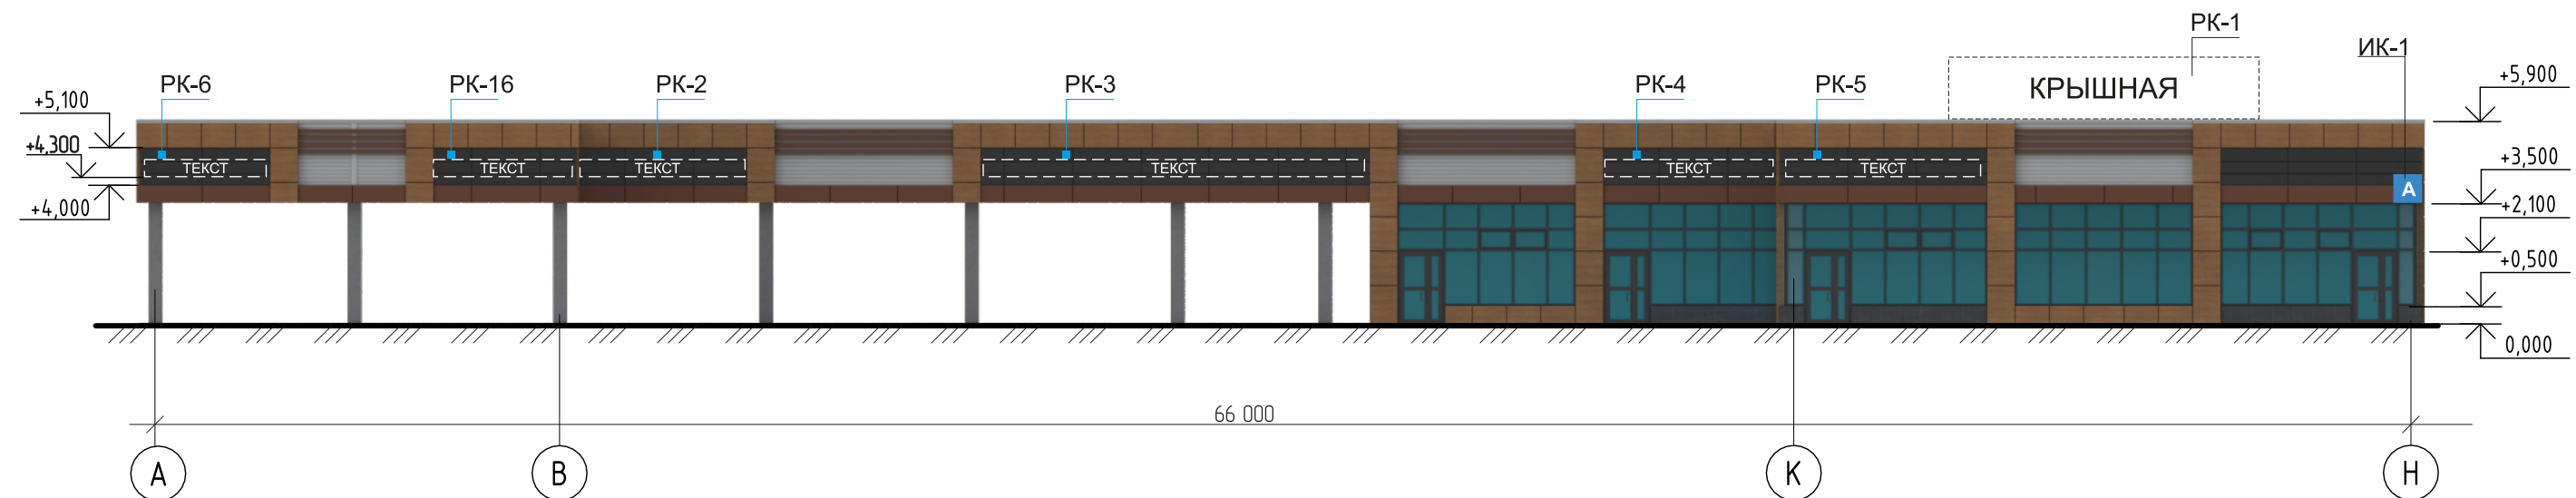 РК-1
ИК-1
РК-6
РК-16
РК-2
РК-3
РК-4
РК-5
КРЫШНАЯ
+5,900
+5,100
+4,300
+4,000
ТЕКСТ
ТЕКСТ
ТЕКСТ
ТЕКСТ
ТЕКСТ
ТЕКСТ
A
+3,500
+2,100
+0,500
0,000
66 000
А
В
К
Н